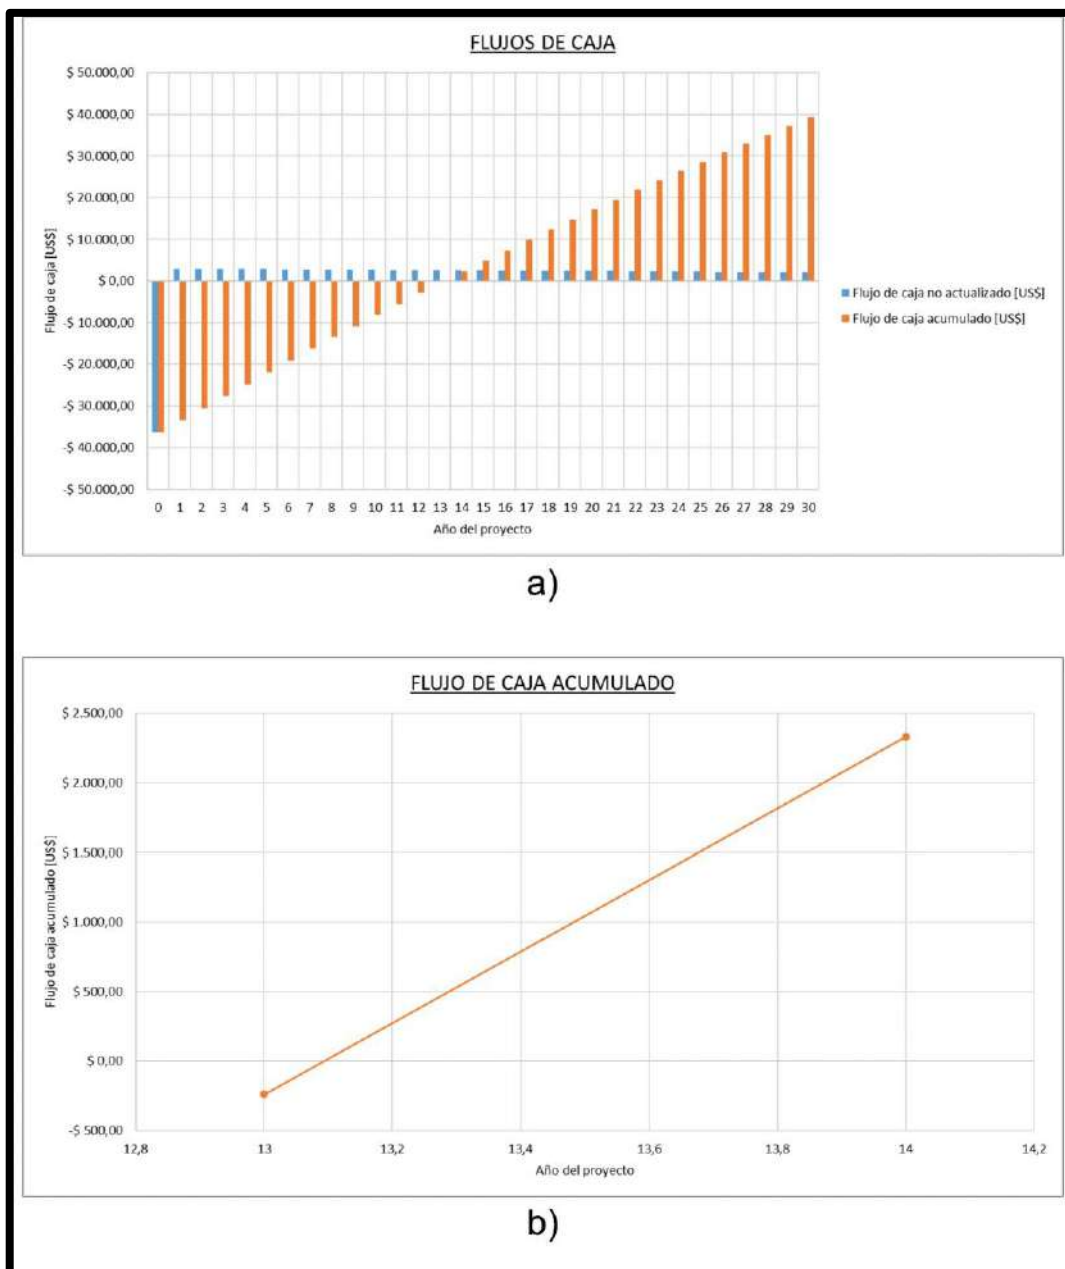 FLUJOS DE CAJA
$ 50.000,00
$ 40.000,00
$ 30.000,00
$ 20.000,00
$ 10.000,00
$ 0,00
-$ 10.000,00
-$ 20.000,00
-$ 30.000,00
-$ 40.000,00
-$ 50.000,00
Flujo de caja [US$]
0 1 2 3 4 5 6 7 8 9 10 11 12 13 14 15 16 17 18 19 20 21 22 23 24 25 26 27 28 29 30
Año del proyecto
Flujo de caja no actualizado [US$]
Flujo de caja acumulado [US$]
a)
FLUJO DE CAJA ACUMULADO
$ 2.500,00
$ 2.000,00
$ 1.500,00
$ 1.000,00
$ 500,00
$ 0,00
-$ 500,00
Flujo de caja acumulado [US$]
12,8 13 13,2 13,4 13,6 13,8 14 14,2
Año del proyecto
b)